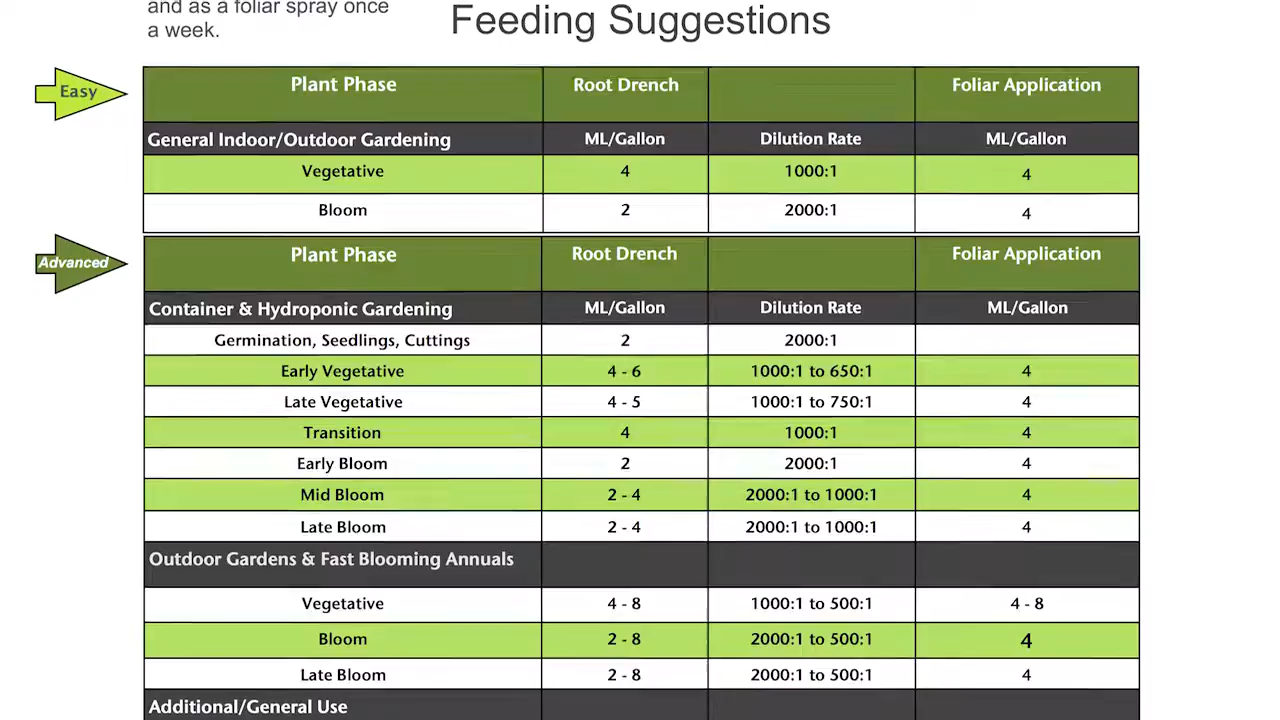 and as a foliar spray once
a week.
Feeding Suggestions
Easy
Plant Phase Root Drench Foliar Application
General Indoor/Outdoor Gardening ML/Gallon Dilution Rate ML/Gallon
Vegetative 4 1000:1 4
Bloom 2 2000:1 4
Advanced
Plant Phase Root Drench Foliar Application
Container & Hydroponic Gardening ML/Gallon Dilution Rate ML/Gallon
Germination, Seedlings, Cuttings 2 2000:1
Early Vegetative 4 - 6 1000:1 to 650:1 4
Late Vegetative 4 - 5 1000:1 to 750:1 4
Transition 4 1000:1 4
Early Bloom 2 2000:1 4
Mid Bloom 2 - 4 2000:1 to 1000:1 4
Late Bloom 2 - 4 2000:1 to 1000:1 4
Outdoor Gardens & Fast Blooming Annuals
Vegetative 4 - 8 1000:1 to 500:1 4 - 8
Bloom 2 - 8 2000:1 to 500:1 4
Late Bloom 2 - 8 2000:1 to 500:1 4
Additional/General Use